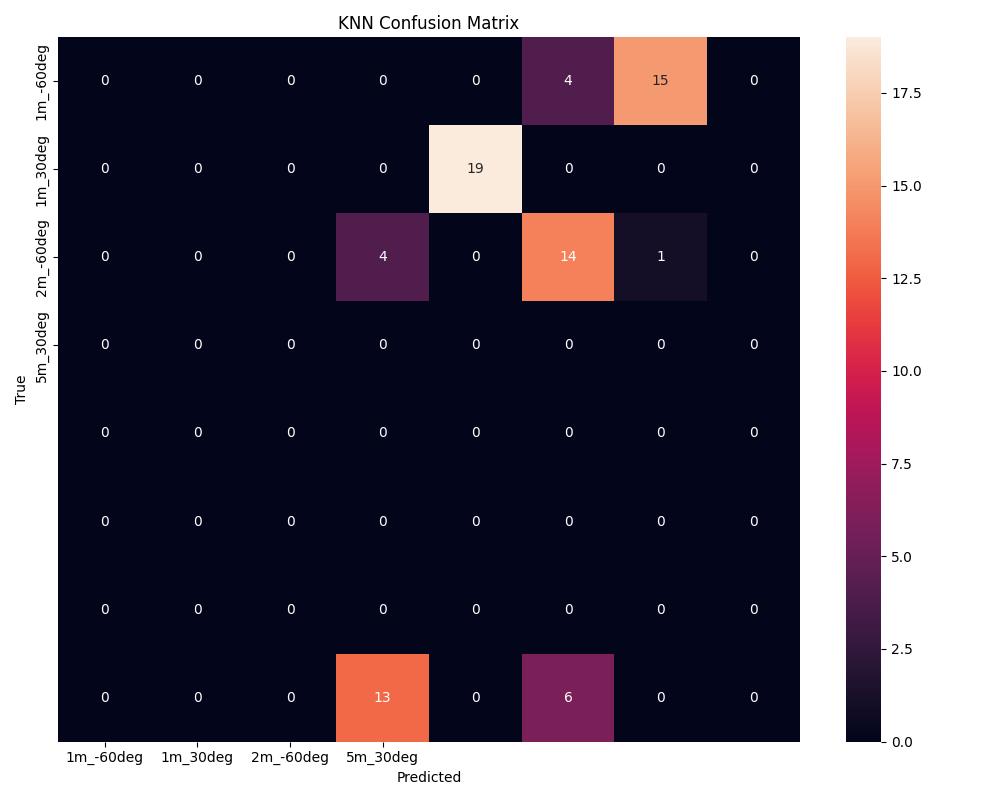 KNN Confusion Matrix
True
1m_-60deg
0 0 0 0 0 4 15 0
1m_30deg
0 0 0 0 19 0 0 0
2m_-60deg
0 0 0 4 0 14 1 0
5m_30deg
0 0 0 0 0 0 0 0
0 0 0 0 0 0 0 0
0 0 0 0 0 0 0 0
0 0 0 0 0 0 0 0
0 0 0 13 0 6 0 0
1m_-60deg 1m_30deg 2m_-60deg 5m_30deg
Predicted
17.5
15.0
12.5
10.0
7.5
5.0
2.5
0.0